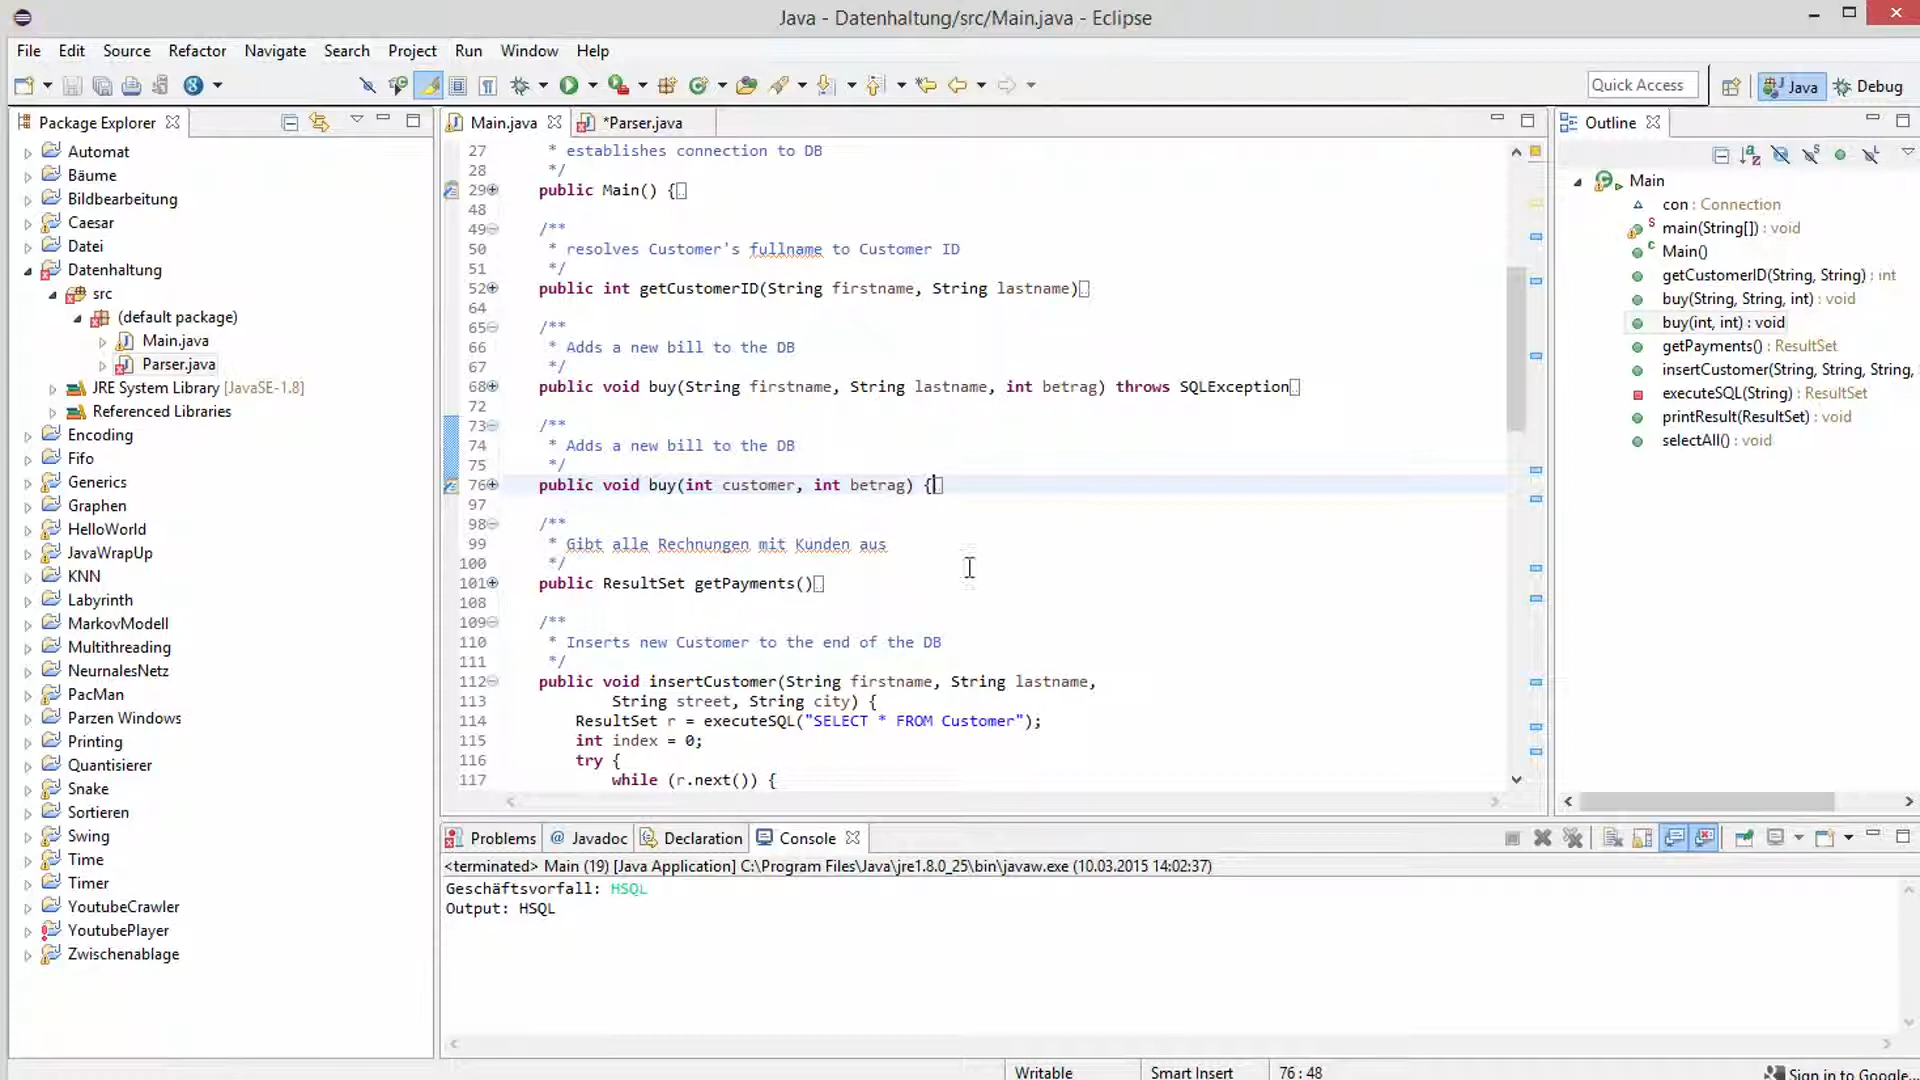 Java - Datenhaltung/src/Main.java - Eclipse
File Edit Source Refactor Navigate Search Project Run Window Help
Quick Access
Java
Debug
Package Explorer
Automat
Bäume
Bildbearbeitung
Caesar
Datei
Datenhaltung
src
(default package)
Main.java
Parser.java
JRE System Library [JavaSE-1.8]
Referenced Libraries
Encoding
Fifo
Generics
Graphen
HelloWorld
JavaWrapUp
KNN
Labyrinth
MarkovModell
Multithreading
NeurnalesNetz
PacMan
Parzen Windows
Printing
Quantisierer
Snake
Sortieren
Swing
Time
Timer
YoutubeCrawler
YoutubePlayer
Zwischenablage
Main.java *Parser.java
27 * establishes connection to DB
28 */
29 public Main() {
48
49 /**
50 * resolves Customer's fullname to Customer ID
51 */
52 public int getCustomerID(String firstname, String lastname)
64
65 /**
66 * Adds a new bill to the DB
67 */
68 public void buy(String firstname, String lastname, int betrag) throws SQLException
72
73 /**
74 * Adds a new bill to the DB
75 */
76 public void buy(int customer, int betrag) {
97
98 /**
99 * Gibt alle Rechnungen mit Kunden aus
100 */
101 public ResultSet getPayments()
108
109 /**
110 * Inserts new Customer to the end of the DB
111 */
112 public void insertCustomer(String firstname, String lastname,
113 String street, String city) {
114 ResultSet r = executeSQL("SELECT * FROM Customer");
115 int index = 0;
116 try {
117 while (r.next()) {
Outline
Main
con : Connection
main(String[]) : void
Main()
getCustomerID(String, String) : int
buy(String, String, int) : void
buy(int, int) : void
getPayments() : ResultSet
insertCustomer(String, String, String,
executeSQL(String) : ResultSet
printResult(ResultSet) : void
selectAll() : void
Problems @ Javadoc Declaration Console
<terminated> Main (19) [Java Application] C:\Program Files\Java\jre1.8.0_25\bin\javaw.exe (10.03.2015 14:02:37)
Geschäftsvorfall: HSQL
Output: HSQL
Writable Smart Insert 76 : 48 Sign in to Google...